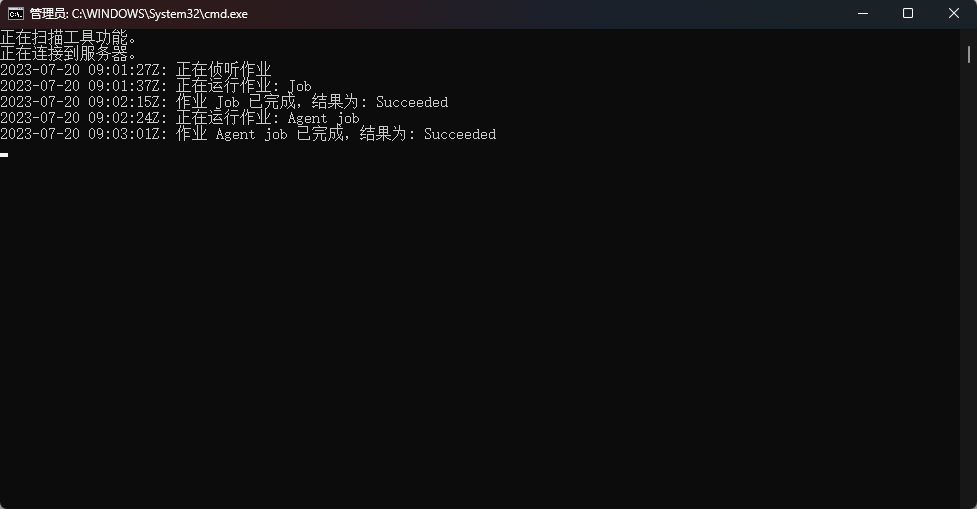 管理员: C:\WINDOWS\System32\cmd.exe
正在扫描工具功能。
正在连接到服务器。
2023-07-20 09:01:27Z: 正在侦听作业
2023-07-20 09:01:37Z: 正在运行作业: Job
2023-07-20 09:02:15Z: 作业 Job 已完成，结果为: Succeeded
2023-07-20 09:02:24Z: 正在运行作业: Agent job
2023-07-20 09:03:01Z: 作业 Agent job 已完成，结果为: Succeeded